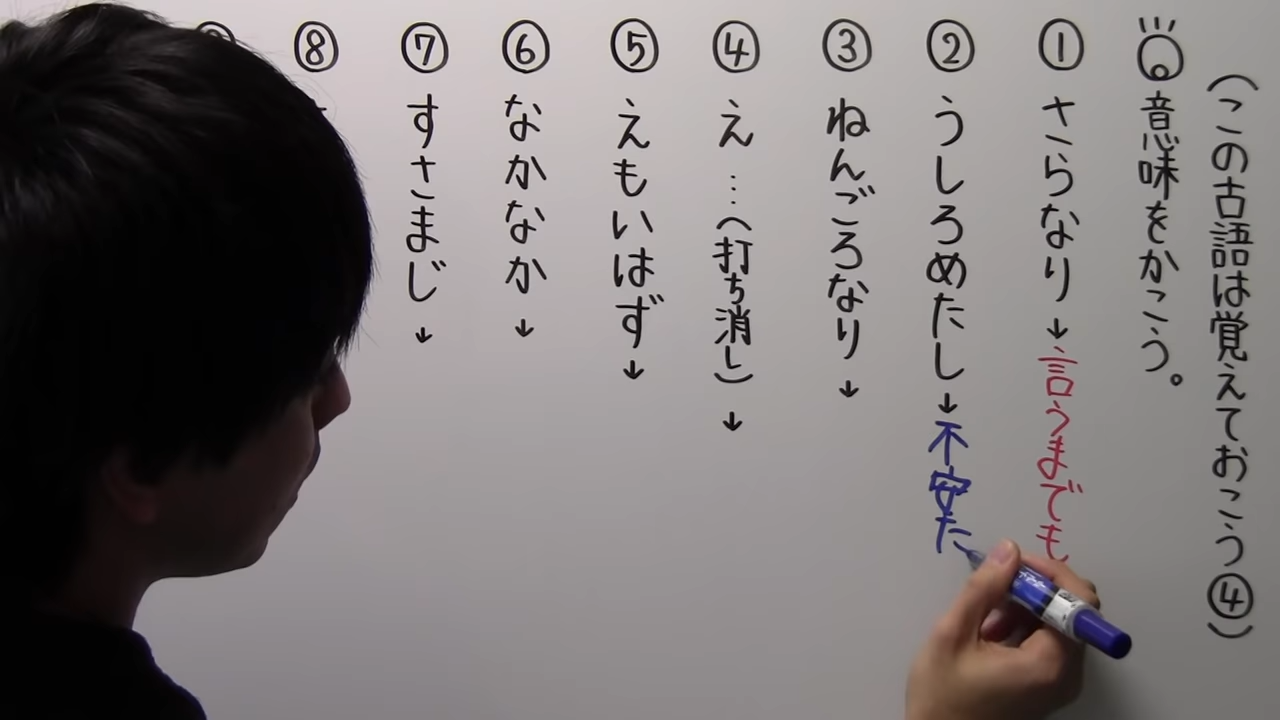 (この古語は覚えておこう④)
意味をかこう。
① さらなり→言うまでも
② うしろめたし→不安だ
③ ねんごろなり→
④ え…(打ち消し)→
⑤ えもいはず→
⑥ なかなか→
⑦ すさまじ→
⑧